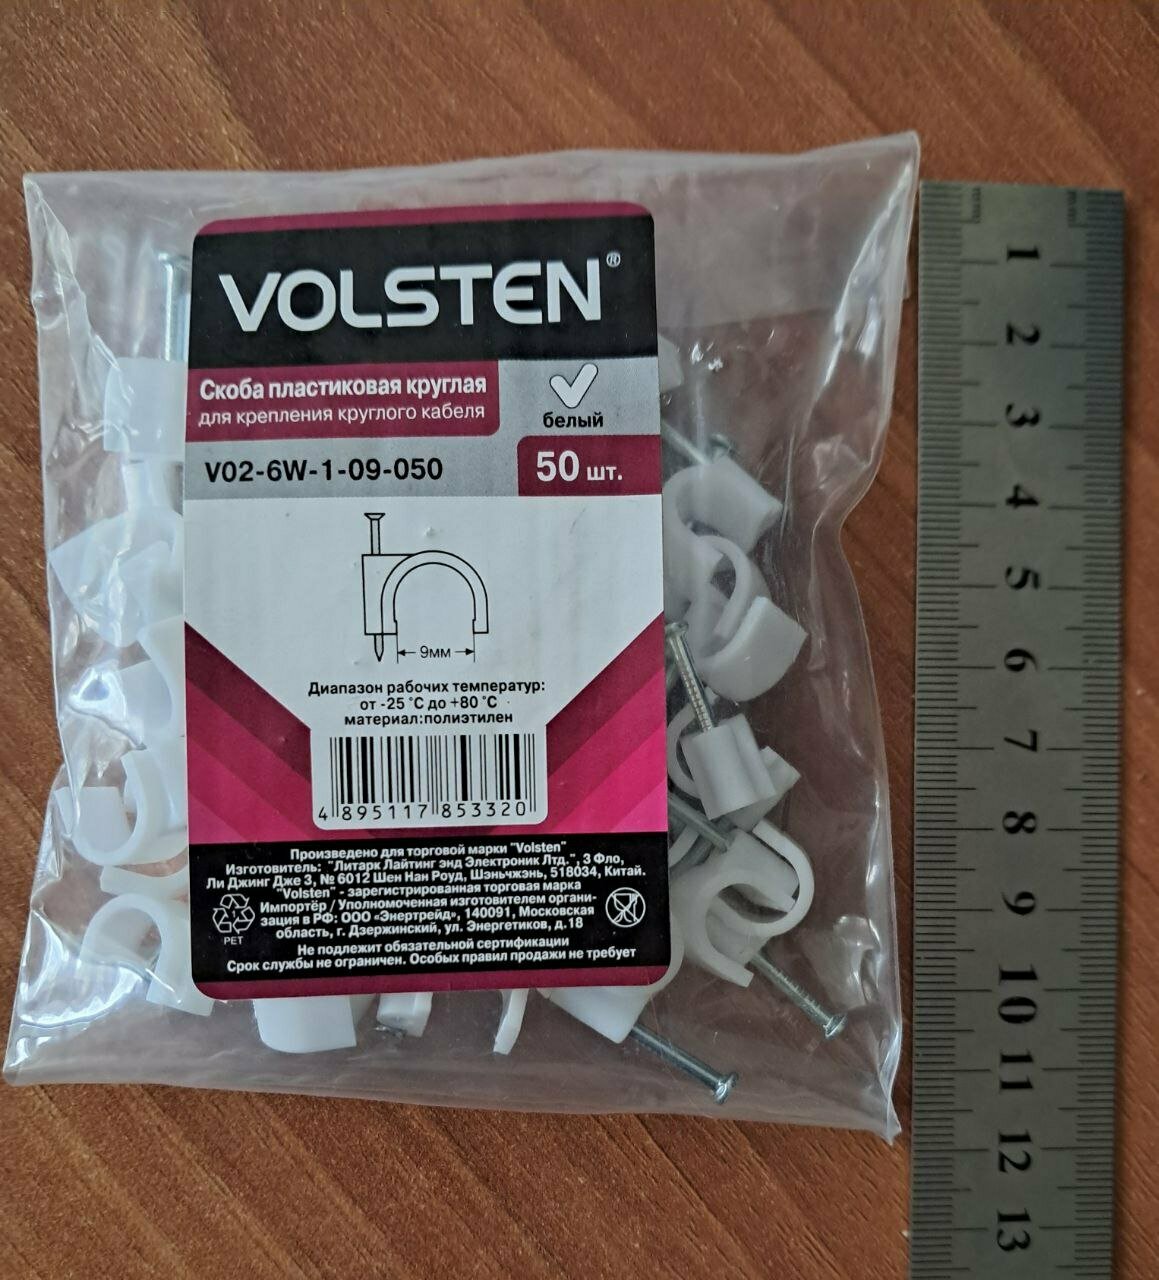 VOLSTEN®
Скоба пластиковая круглая
для крепления круглого кабеля
белый
V02-6W-1-09-050
50 шт.
9мм
Диапазон рабочих температур:
от -25 °C до +80 °C
материал:полиэтилен
4 895117 853320
Произведено для торговой марки "Volsten"
Изготовитель: "Литарк Лайтинг энд Электроник Лтд.", 3 Фло,
Ли Джинг Дже 3, № 6012 Шен Нан Роуд, Шэньчжэнь, 518034, Китай.
"Volsten" - зарегистрированная торговая марка
Импортёр / Уполномоченная изготовителем органи-
зация в РФ: ООО «Энертрейд», 140091, Московская
область, г. Дзержинский, ул. Энергетиков, д.18
Не подлежит обязательной сертификации
Срок службы не ограничен. Особых правил продажи не требует
1
PET
1
2
3
4
5
6
7
8
9
10
11
12
13